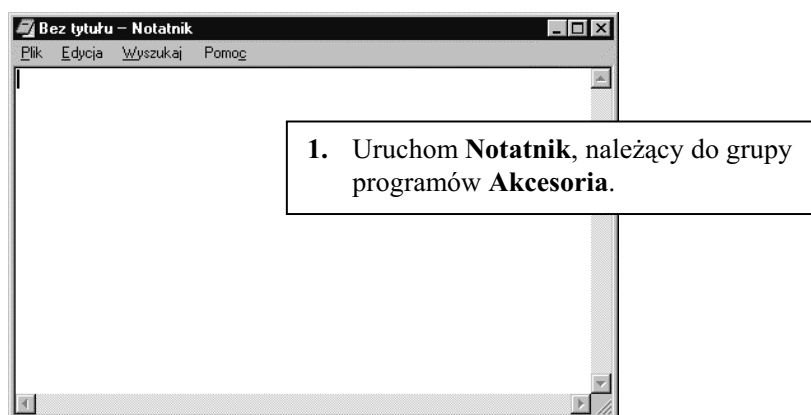 Bez tytułu – Notatnik
Plik Edycja Wyszukaj Pomoc
1. Uruchom Notatnik, należący do grupy
programów Akcesoria.